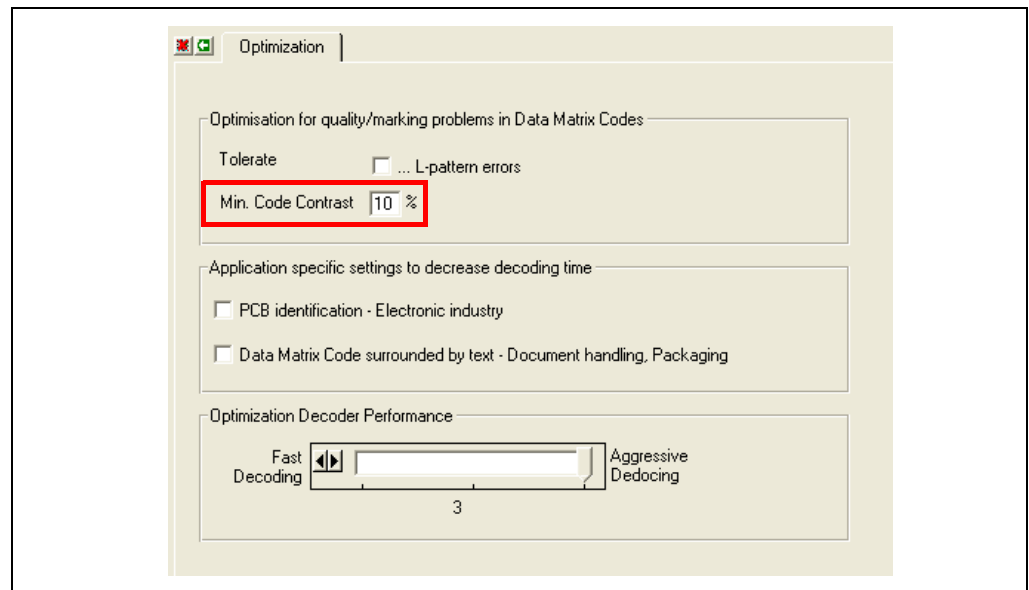 Optimization
Optimisation for quality/marking problems in Data Matrix Codes
Tolerate ... L-pattern errors
Min. Code Contrast 10 %
Application specific settings to decrease decoding time
PCB identification - Electronic industry
Data Matrix Code surrounded by text - Document handling, Packaging
Optimization Decoder Performance
Fast Aggressive
Decoding Dedocing
3